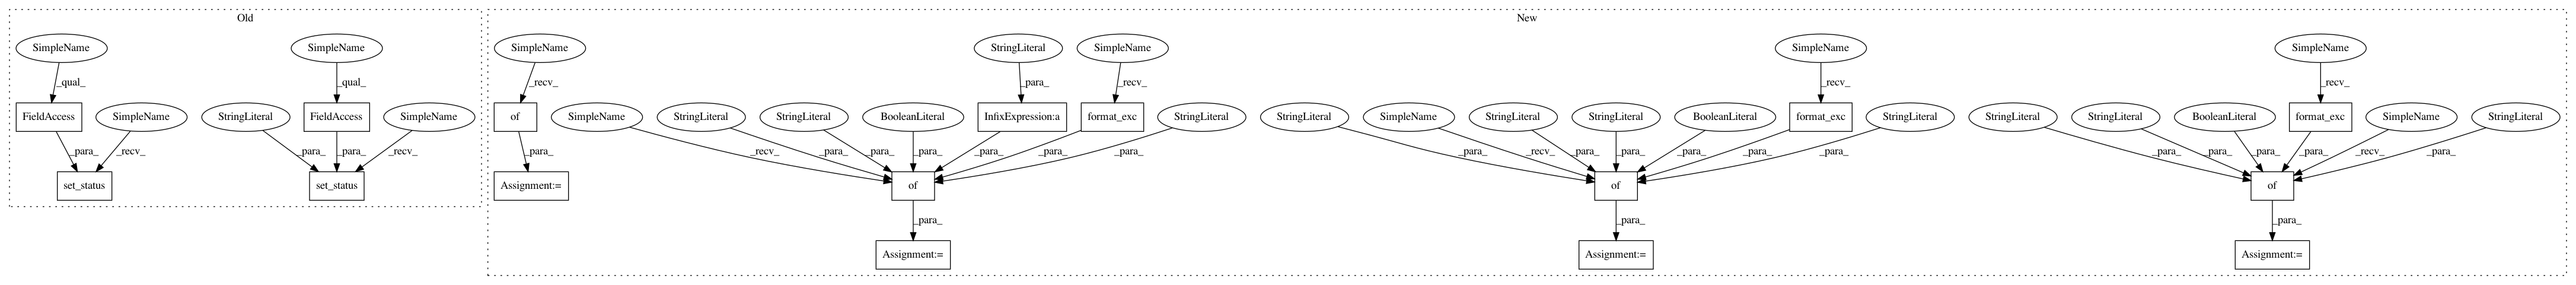 Old
New
SimpleName
SimpleName
SimpleName
StringLiteral
SimpleName
SimpleName
SimpleName
_qual_
_qual_
_recv_
_para_
_recv_
_recv_
_recv_
FieldAccess
SimpleName
StringLiteral
FieldAccess
SimpleName
of
SimpleName
StringLiteral
StringLiteral
BooleanLiteral
InfixExpression:a
format_exc
StringLiteral
StringLiteral
SimpleName
StringLiteral
StringLiteral
BooleanLiteral
format_exc
StringLiteral
StringLiteral
StringLiteral
BooleanLiteral
format_exc
SimpleName
StringLiteral
_para_
_recv_
_para_
_para_
_recv_
_para_
_recv_
_para_
_para_
_para_
_para_
_para_
_para_
_para_
_recv_
_para_
_para_
_para_
_para_
_para_
_para_
_para_
_para_
_para_
_recv_
_para_
set_status
set_status
Assignment:=
of
of
of
_para_
_para_
_para_
Assignment:=
Assignment:=
Assignment:=